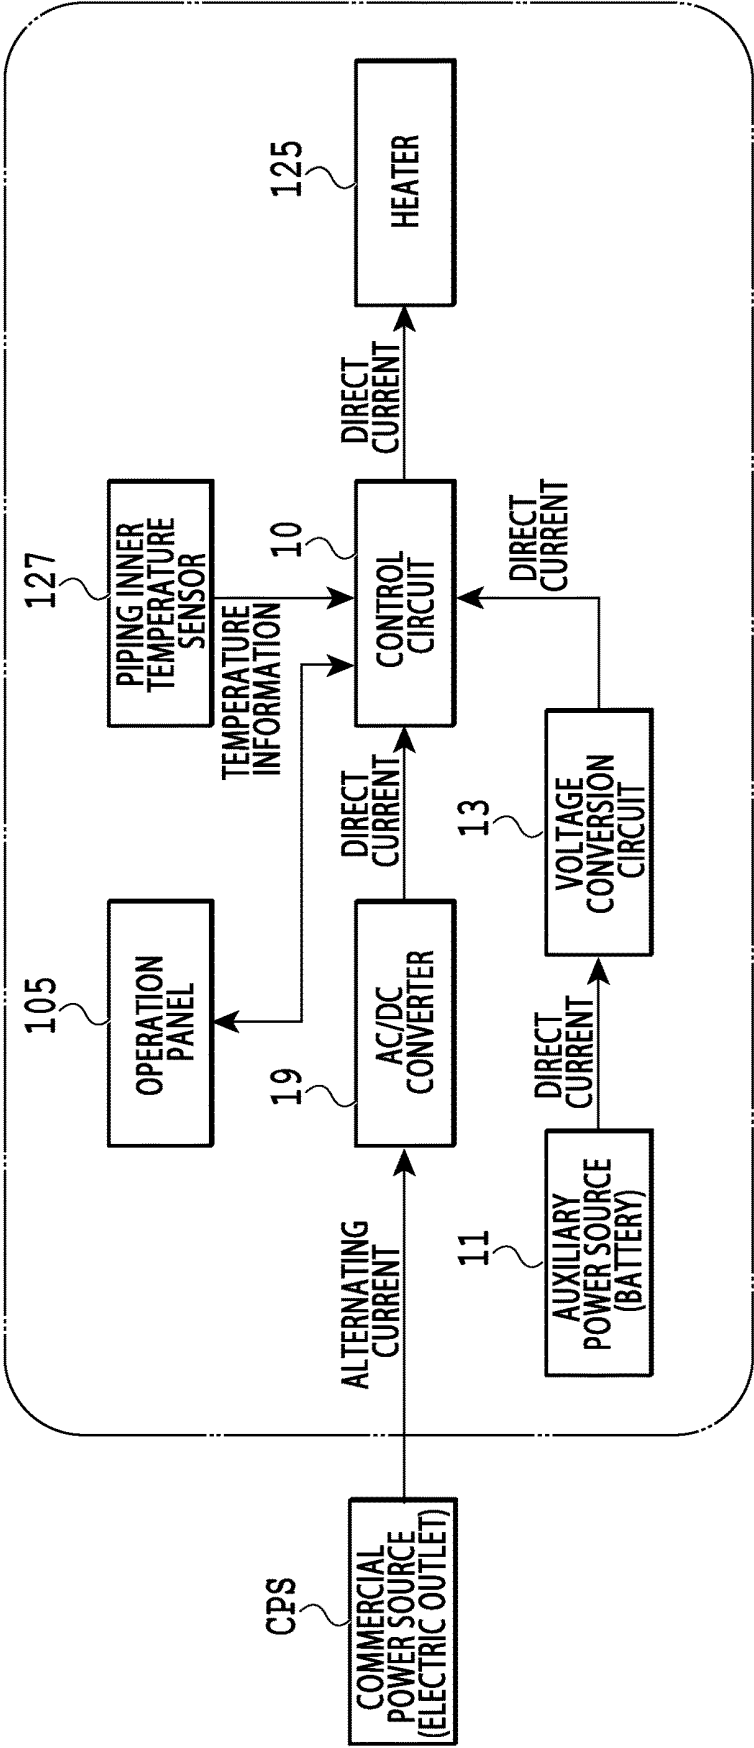 105
OPERATION
PANEL
127
PIPING INNER
TEMPERATURE
SENSOR
TEMPERATURE
INFORMATION
CPS
COMMERCIAL
POWER SOURCE
(ELECTRIC OUTLET)
ALTERNATING
CURRENT
19
AC/DC
CONVERTER
DIRECT
CURRENT
10
CONTROL
CIRCUIT
DIRECT
CURRENT
125
HEATER
11
AUXILIARY
POWER SOURCE
(BATTERY)
DIRECT
CURRENT
13
VOLTAGE
CONVERSION
CIRCUIT
DIRECT
CURRENT